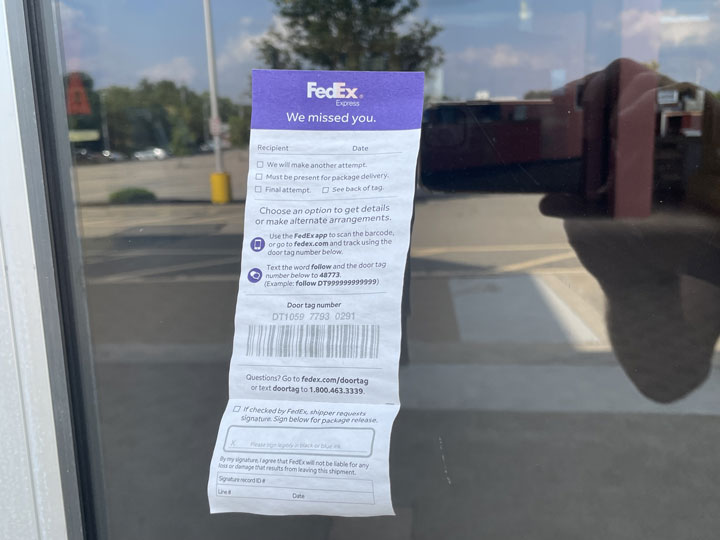 FedEx®
Express
We missed you.
Recipient Date
We will make another attempt.
Must be present for package delivery.
Final attempt. See back of tag.
Choose an option to get details
or make alternate arrangements.
Use the FedEx app to scan the barcode,
or go to fedex.com and track using the
door tag number below.
Text the word follow and the door tag
number below to 48773.
(Example: follow DT999999999999)
Door tag number
DT1059 7793 0291
Questions? Go to fedex.com/doortag
or text doortag to 1.800.463.3339.
If checked by FedEx, shipper requests
signature. Sign below for package release.
X Please sign legibly in black or blue ink.
By my signature, I agree that FedEx will not be liable for any
loss or damage that results from leaving this shipment.
Signature record ID #
Line # Date